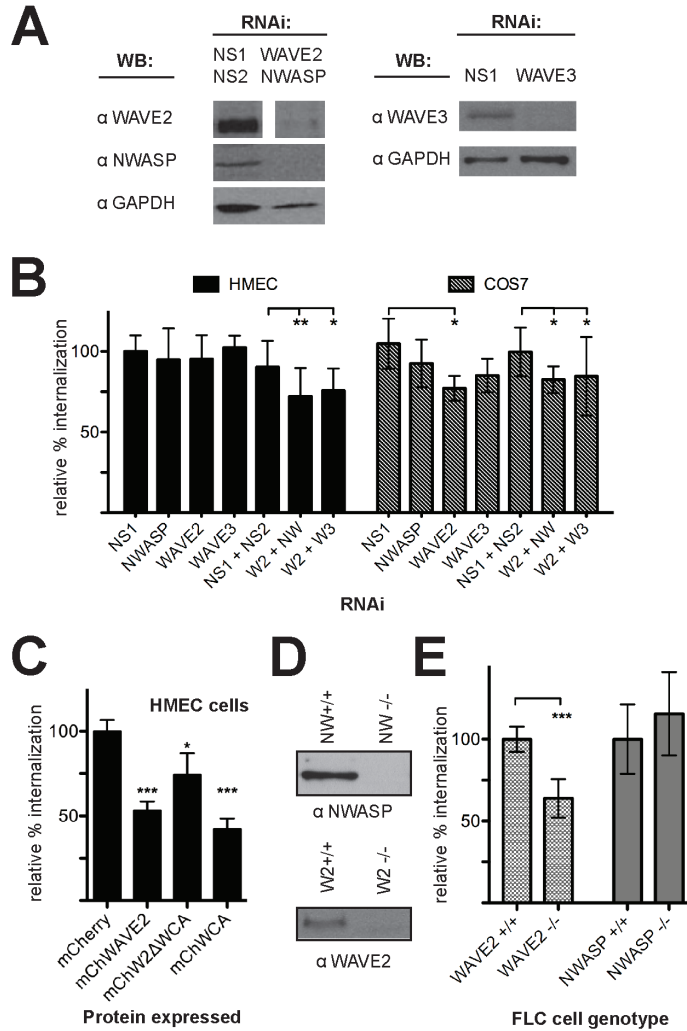 A
RNAi:
WB:
NS1 WAVE2
NS2 NWASP
α WAVE2
α NWASP
α GAPDH
RNAi:
WB:
NS1 WAVE3
α WAVE3
α GAPDH
B
HMEC
COS7
relative % internalization
100
50
** *
* * *
NS1
NWASP
WAVE2
WAVE3
NS1 + NS2
W2 + NW
W2 + W3
NS1
NWASP
WAVE2
WAVE3
NS1 + NS2
W2 + NW
W2 + W3
RNAi
C
HMEC cells
relative % internalization
100
50
***
*
***
mCherry
mChWAVE2
mChW2ΔWCA
mChWCA
Protein expressed
D
NW+/+
NW -/-
α NWASP
W2+/+
W2 -/-
α WAVE2
E
relative % internalization
100
50
***
WAVE2 +/+
WAVE2 -/-
NWASP +/+
NWASP -/-
FLC cell genotype